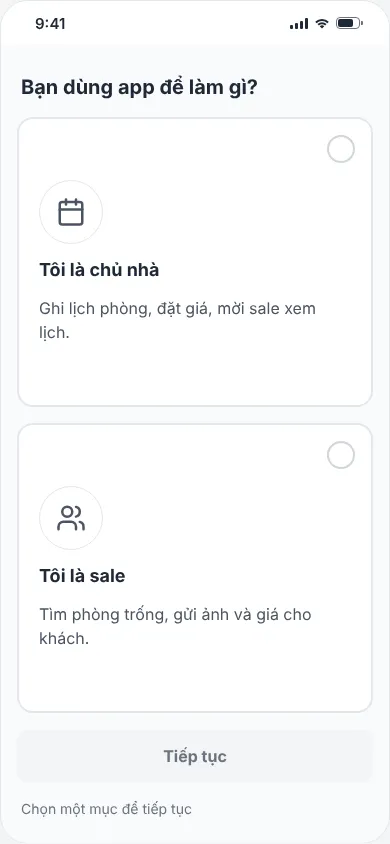 9:41
Bạn dùng app để làm gì?
Tôi là chủ nhà
Ghi lịch phòng, đặt giá, mời sale xem
lịch.
Tôi là sale
Tìm phòng trống, gửi ảnh và giá cho
khách.
Tiếp tục
Chọn một mục để tiếp tục